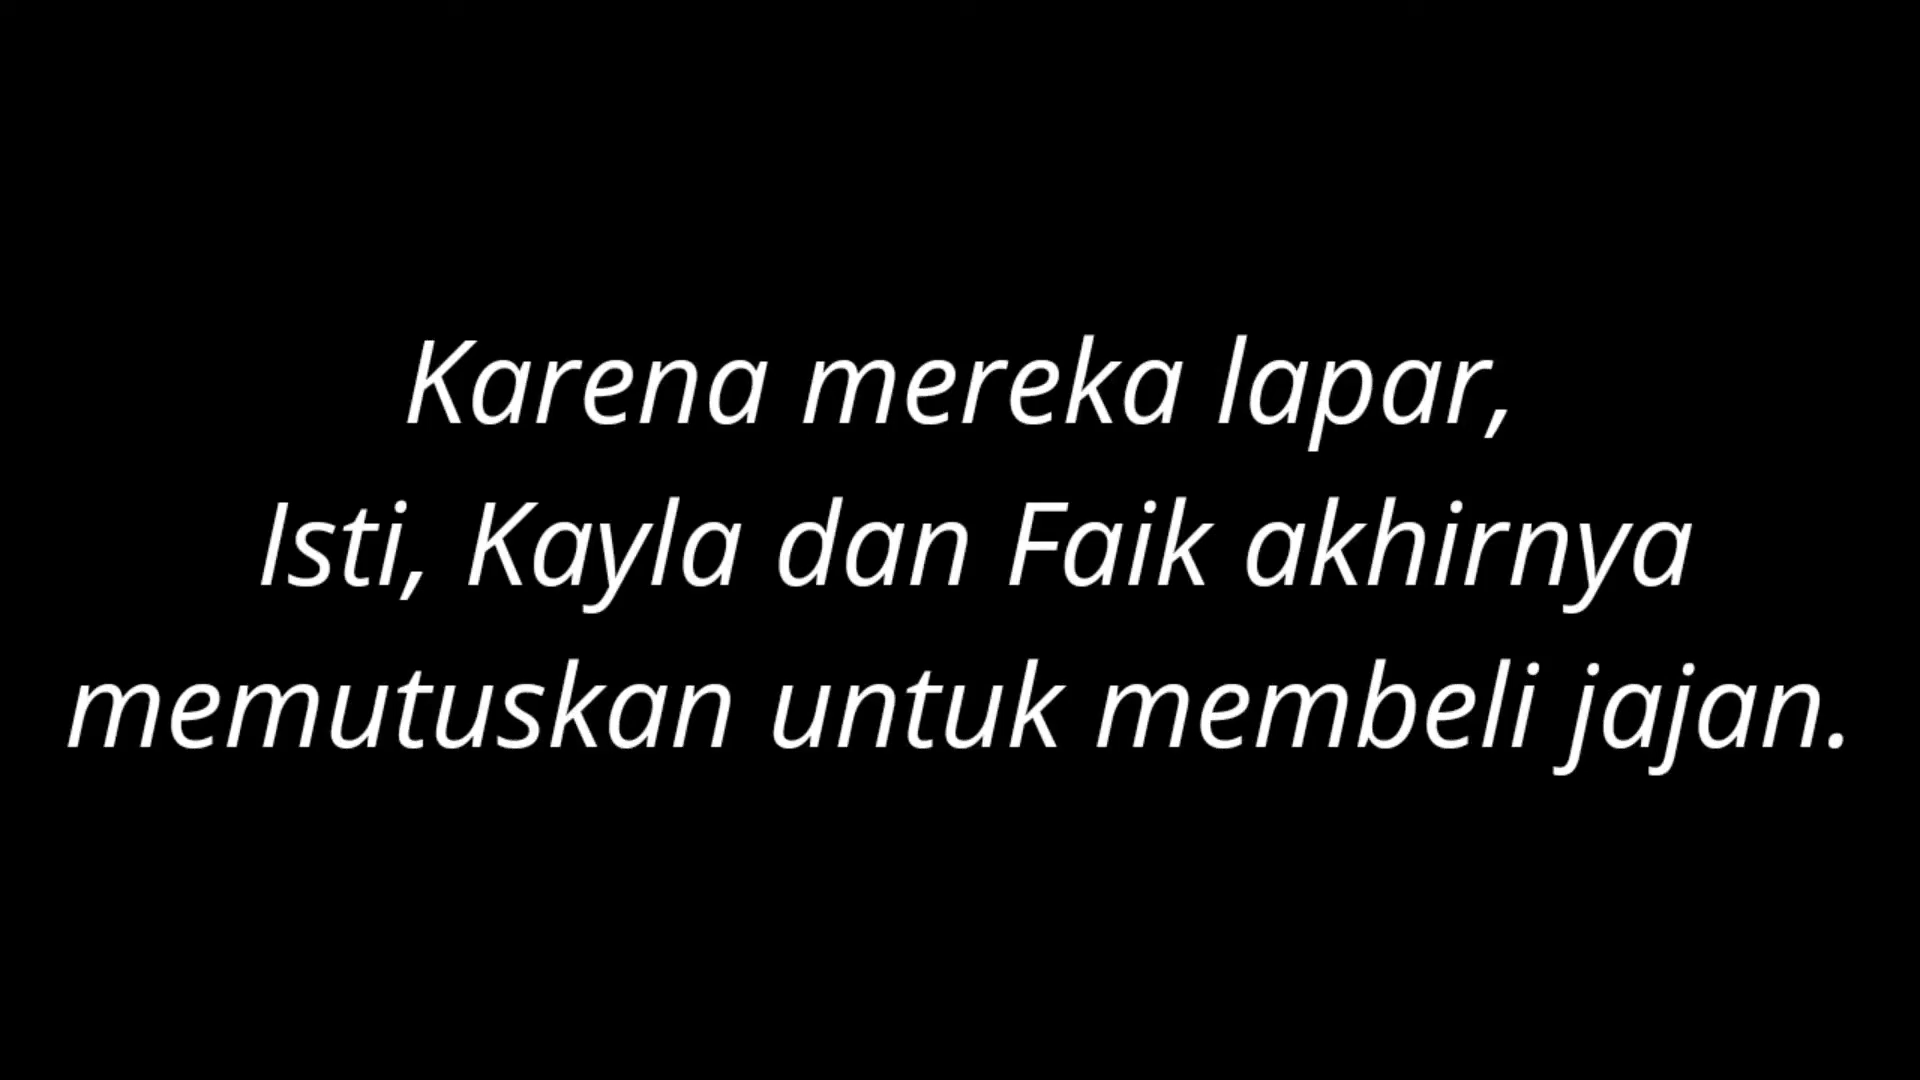 Karena mereka lapar,
Isti, Kayla dan Faik akhirnya
memutuskan untuk membeli jajan.